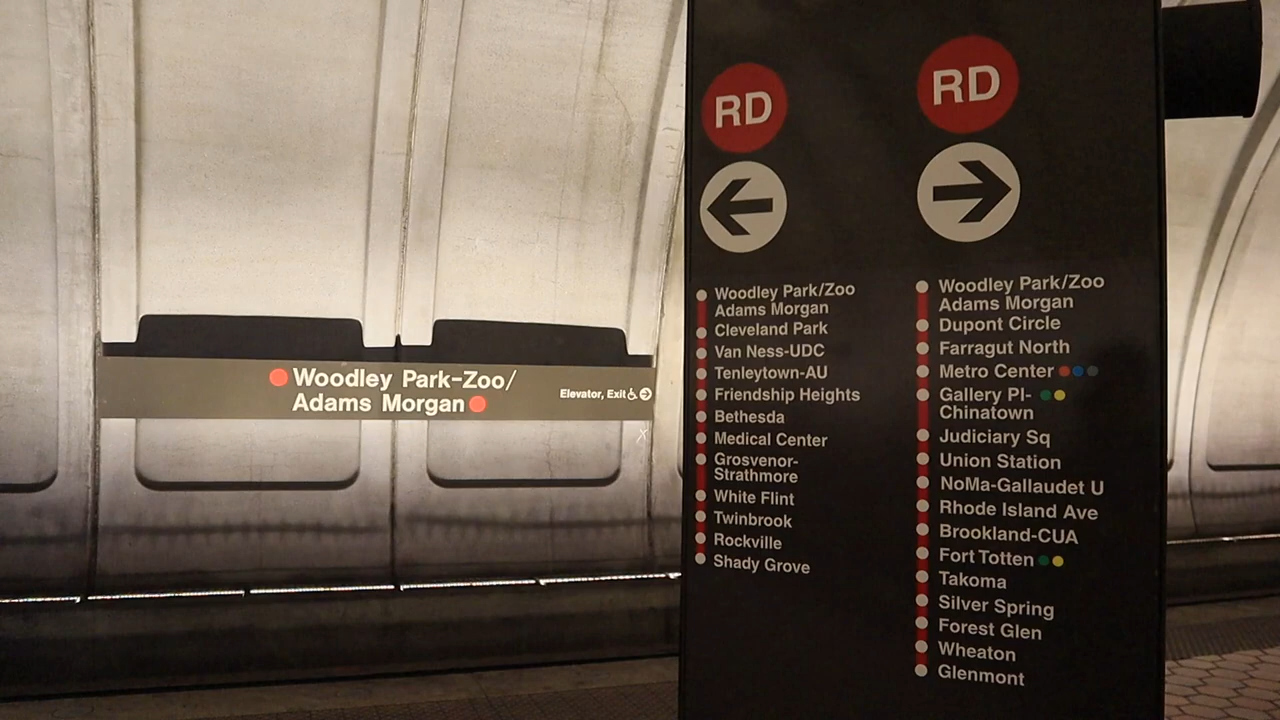 Woodley Park-Zoo/
Adams Morgan
Elevator, Exit
RD
Woodley Park/Zoo
Adams Morgan
Cleveland Park
Van Ness-UDC
Tenleytown-AU
Friendship Heights
Bethesda
Medical Center
Grosvenor-
Strathmore
White Flint
Twinbrook
Rockville
Shady Grove
RD
Woodley Park/Zoo
Adams Morgan
Dupont Circle
Farragut North
Metro Center
Gallery Pl-
Chinatown
Judiciary Sq
Union Station
NoMa-Gallaudet U
Rhode Island Ave
Brookland-CUA
Fort Totten
Takoma
Silver Spring
Forest Glen
Wheaton
Glenmont